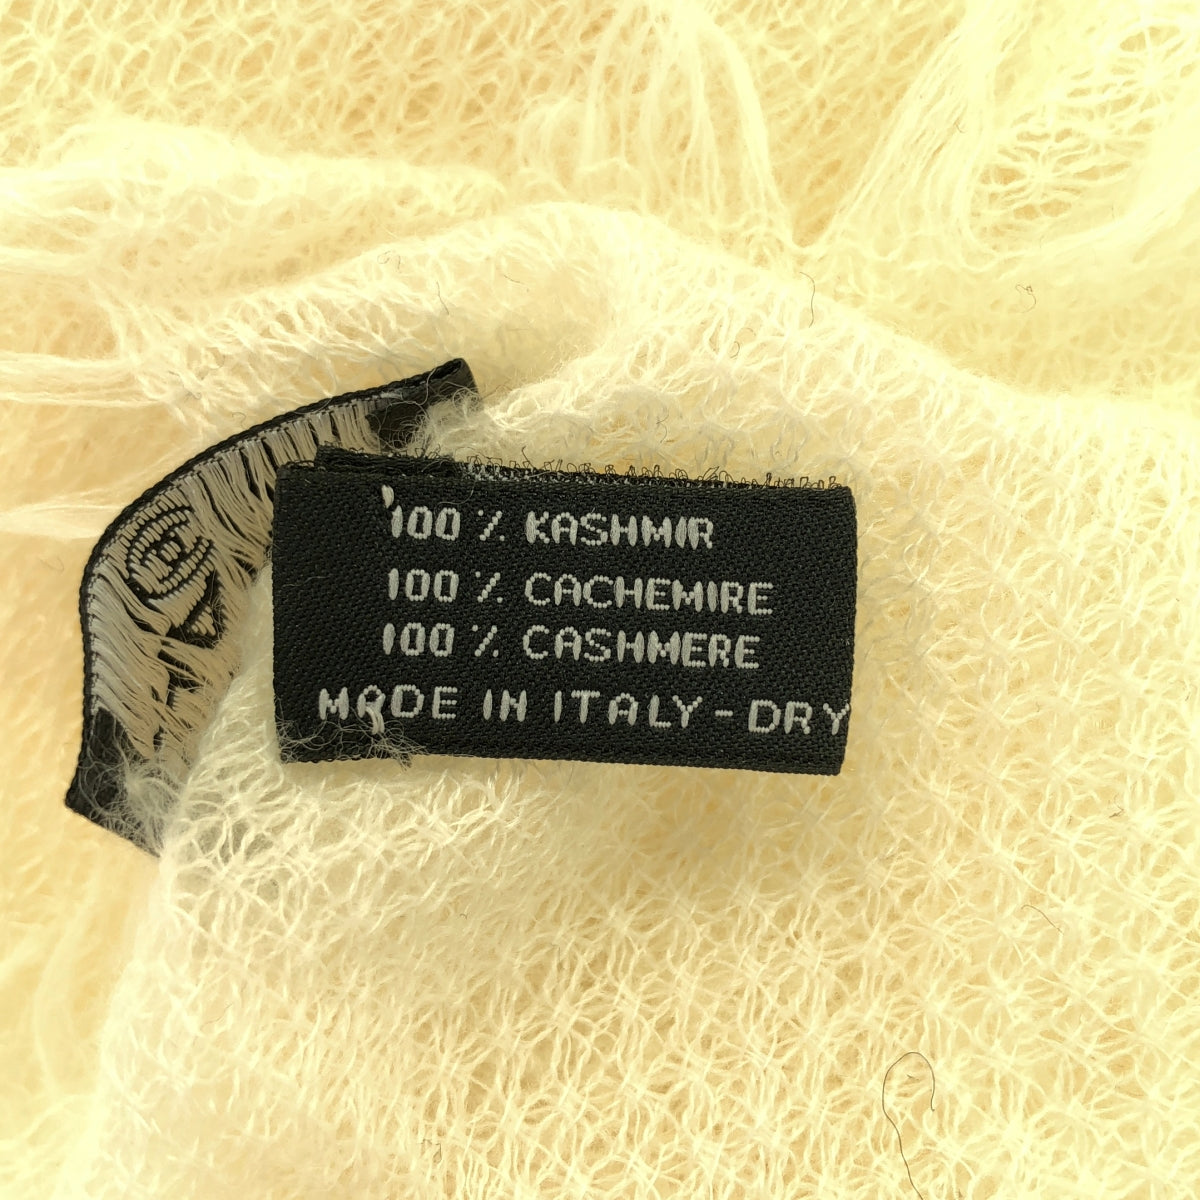 100 % KASHMIR
100 % CACHEMIRE
100 % CASHMERE
MADE IN ITALY - DRY